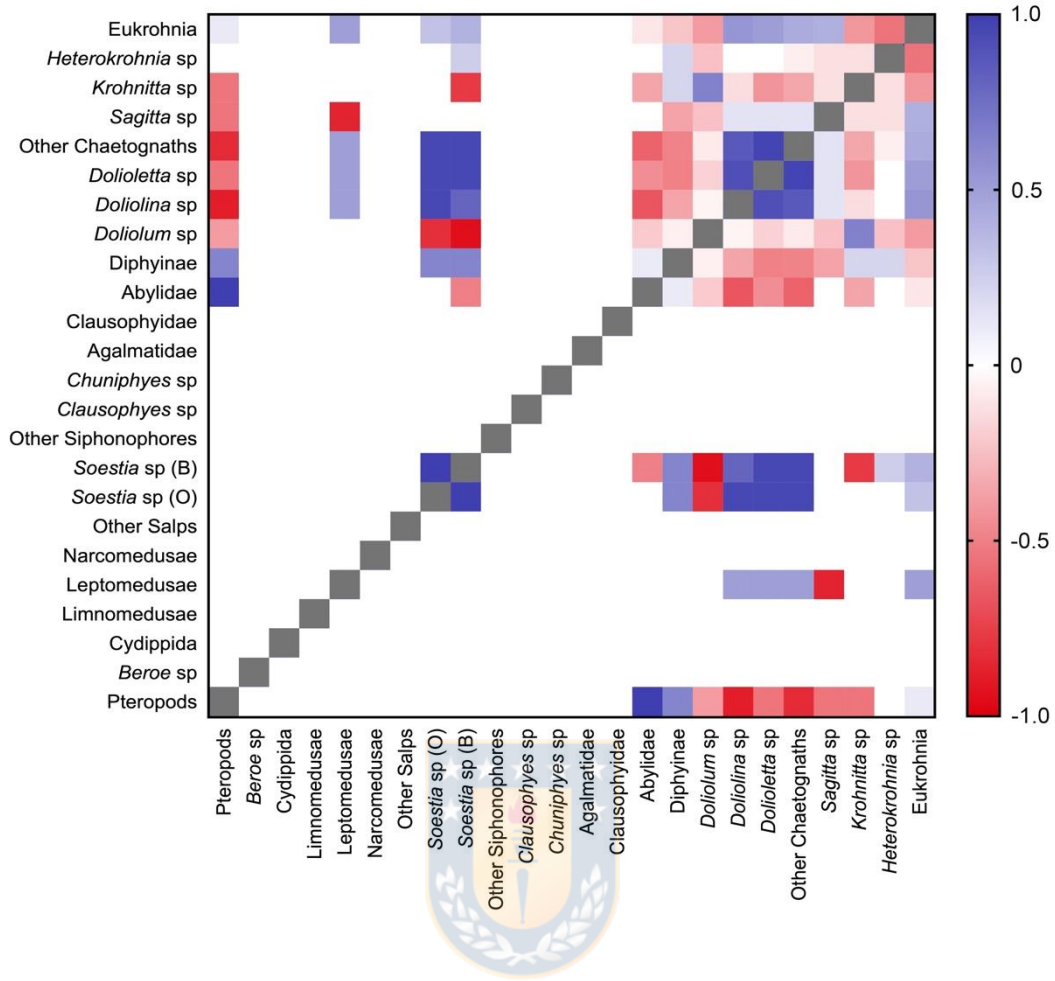 Eukrohnia
Heterokrohnia sp
Krohnitta sp
Sagitta sp
Other Chaetognaths
Dolioletta sp
Doliolina sp
Doliolum sp
Diphyinae
Abylidae
Clausophyidae
Agalmatidae
Chuniphyes sp
Clausophyes sp
Other Siphonophores
Soestia sp (B)
Soestia sp (O)
Other Salps
Narcomedusae
Leptomedusae
Limnomedusae
Cydippida
Beroe sp
Pteropods
Pteropods
Beroe sp
Cydippida
Limnomedusae
Leptomedusae
Narcomedusae
Other Salps
Soestia sp (O)
Soestia sp (B)
Other Siphonophores
Clausophyes sp
Chuniphyes sp
Agalmatidae
Clausophyidae
Abylidae
Diphyinae
Doliolum sp
Doliolina sp
Dolioletta sp
Other Chaetognaths
Sagitta sp
Krohnitta sp
Heterokrohnia sp
Eukrohnia
1.0
0.5
0
-0.5
-1.0